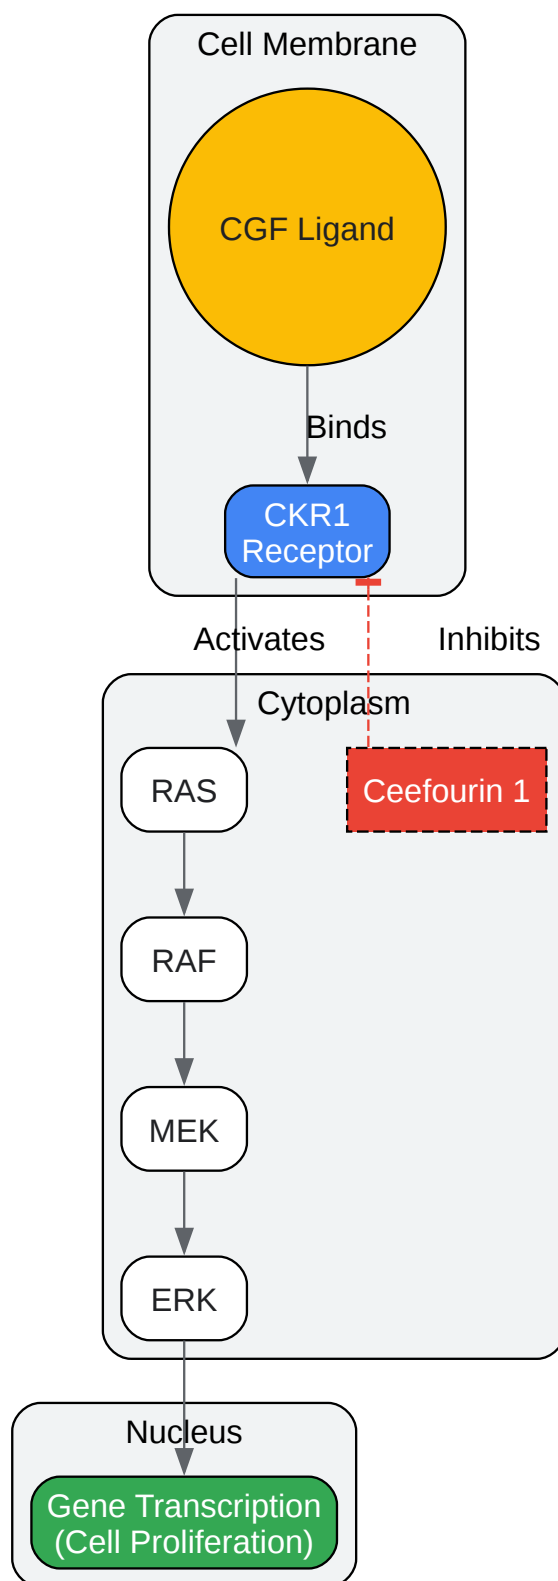 Cell Membrane
CGF Ligand
Binds
CKR1
Receptor
Activates
Inhibits
Cytoplasm
RAS
Ceefourin 1
RAF
MEK
ERK
Nucleus
Gene Transcription
(Cell Proliferation)